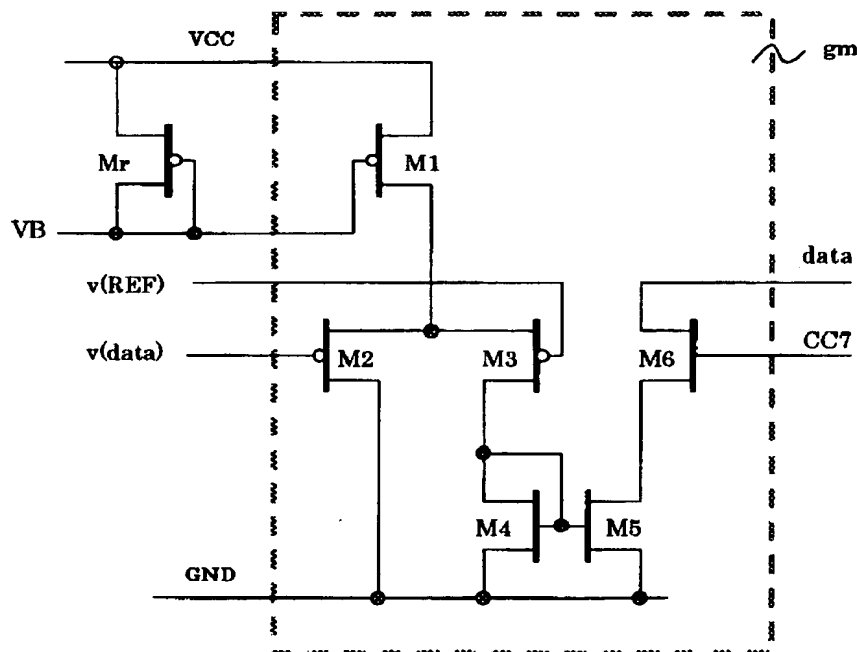 VCC
gm
Mr
M1
VB
v(REF)
data
v(data)
M2
M3
M6
CC7
M4
M5
GND